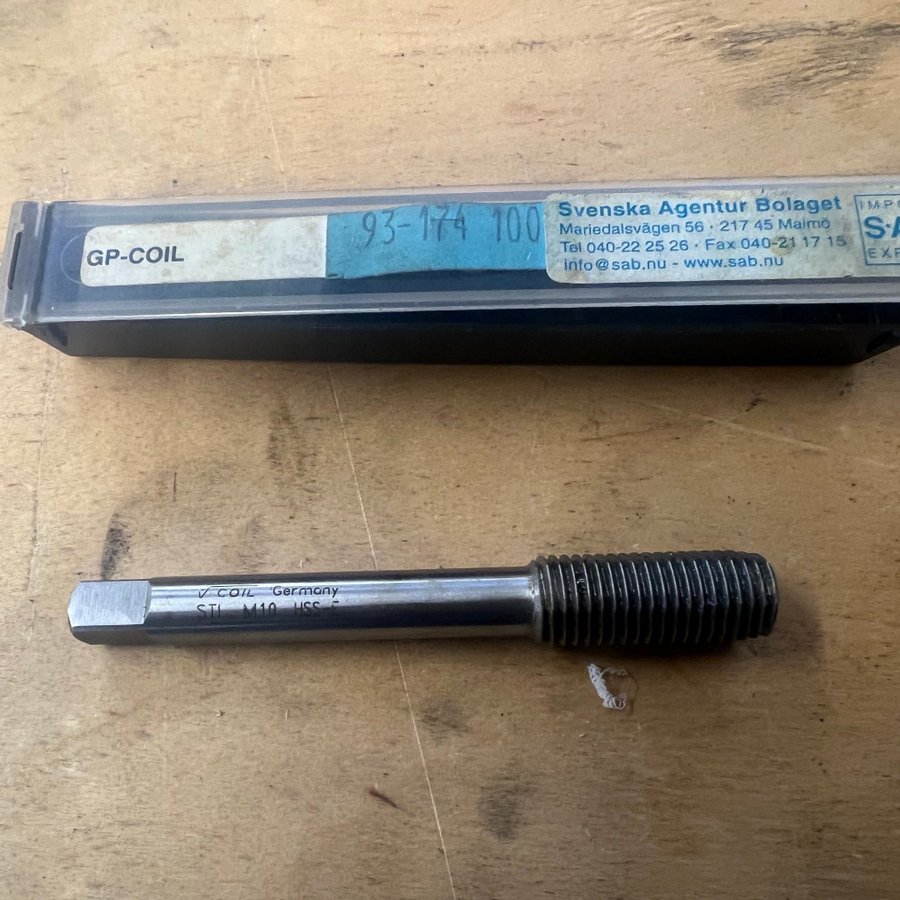 GP-COIL
93-174 100
Svenska Agentur Bolaget
Mariedalsvägen 56 · 217 45 Malmö
Tel 040-22 25 26 · Fax 040-21 17 15
info@sab.nu - www.sab.nu
V COIL Germany
STI M10 HSS-E